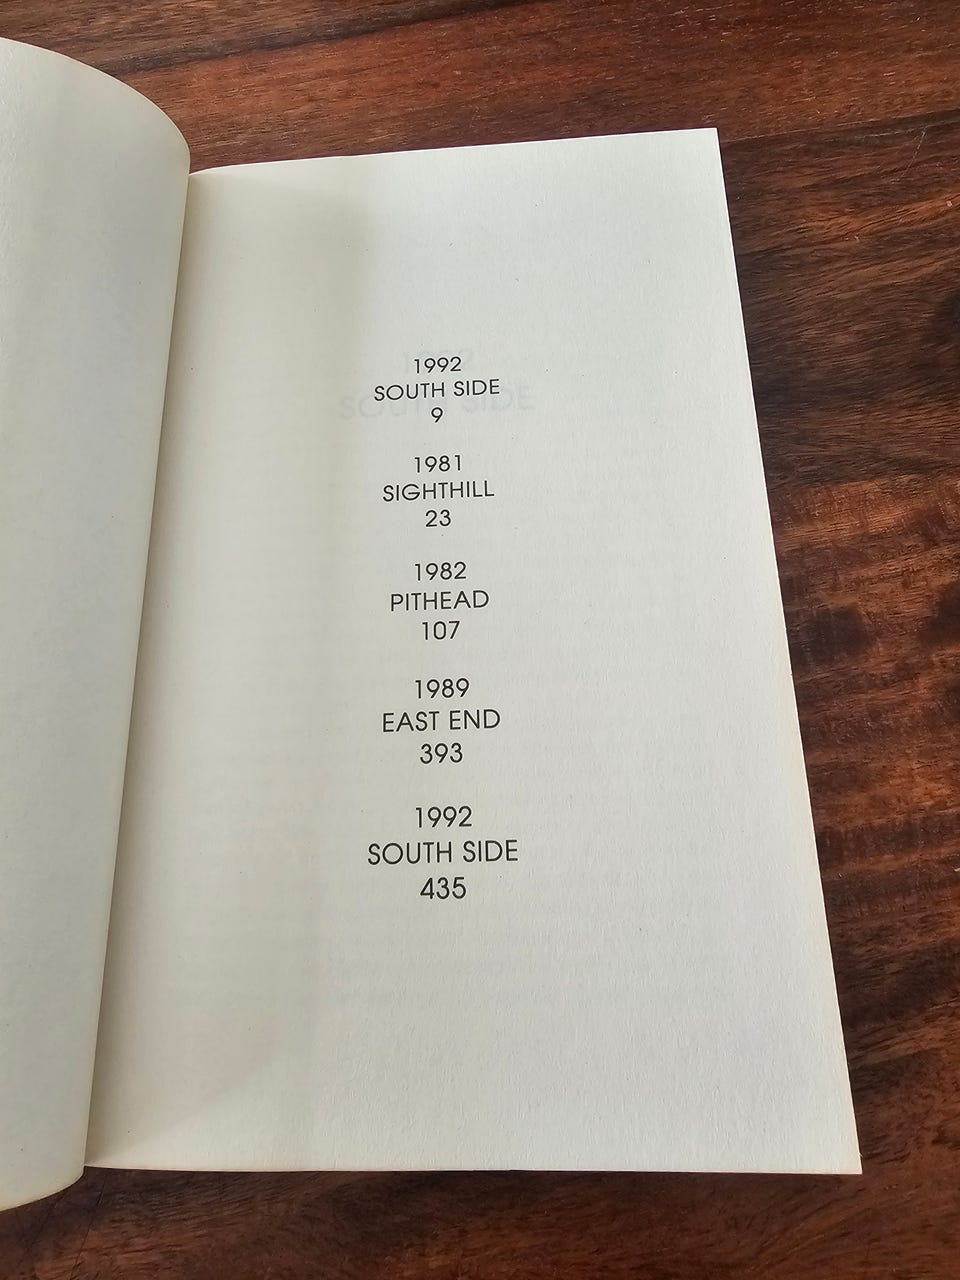 1992
SOUTH SIDE
9
1981
SIGHTHILL
23
1982
PITHEAD
107
1989
EAST END
393
1992
SOUTH SIDE
435